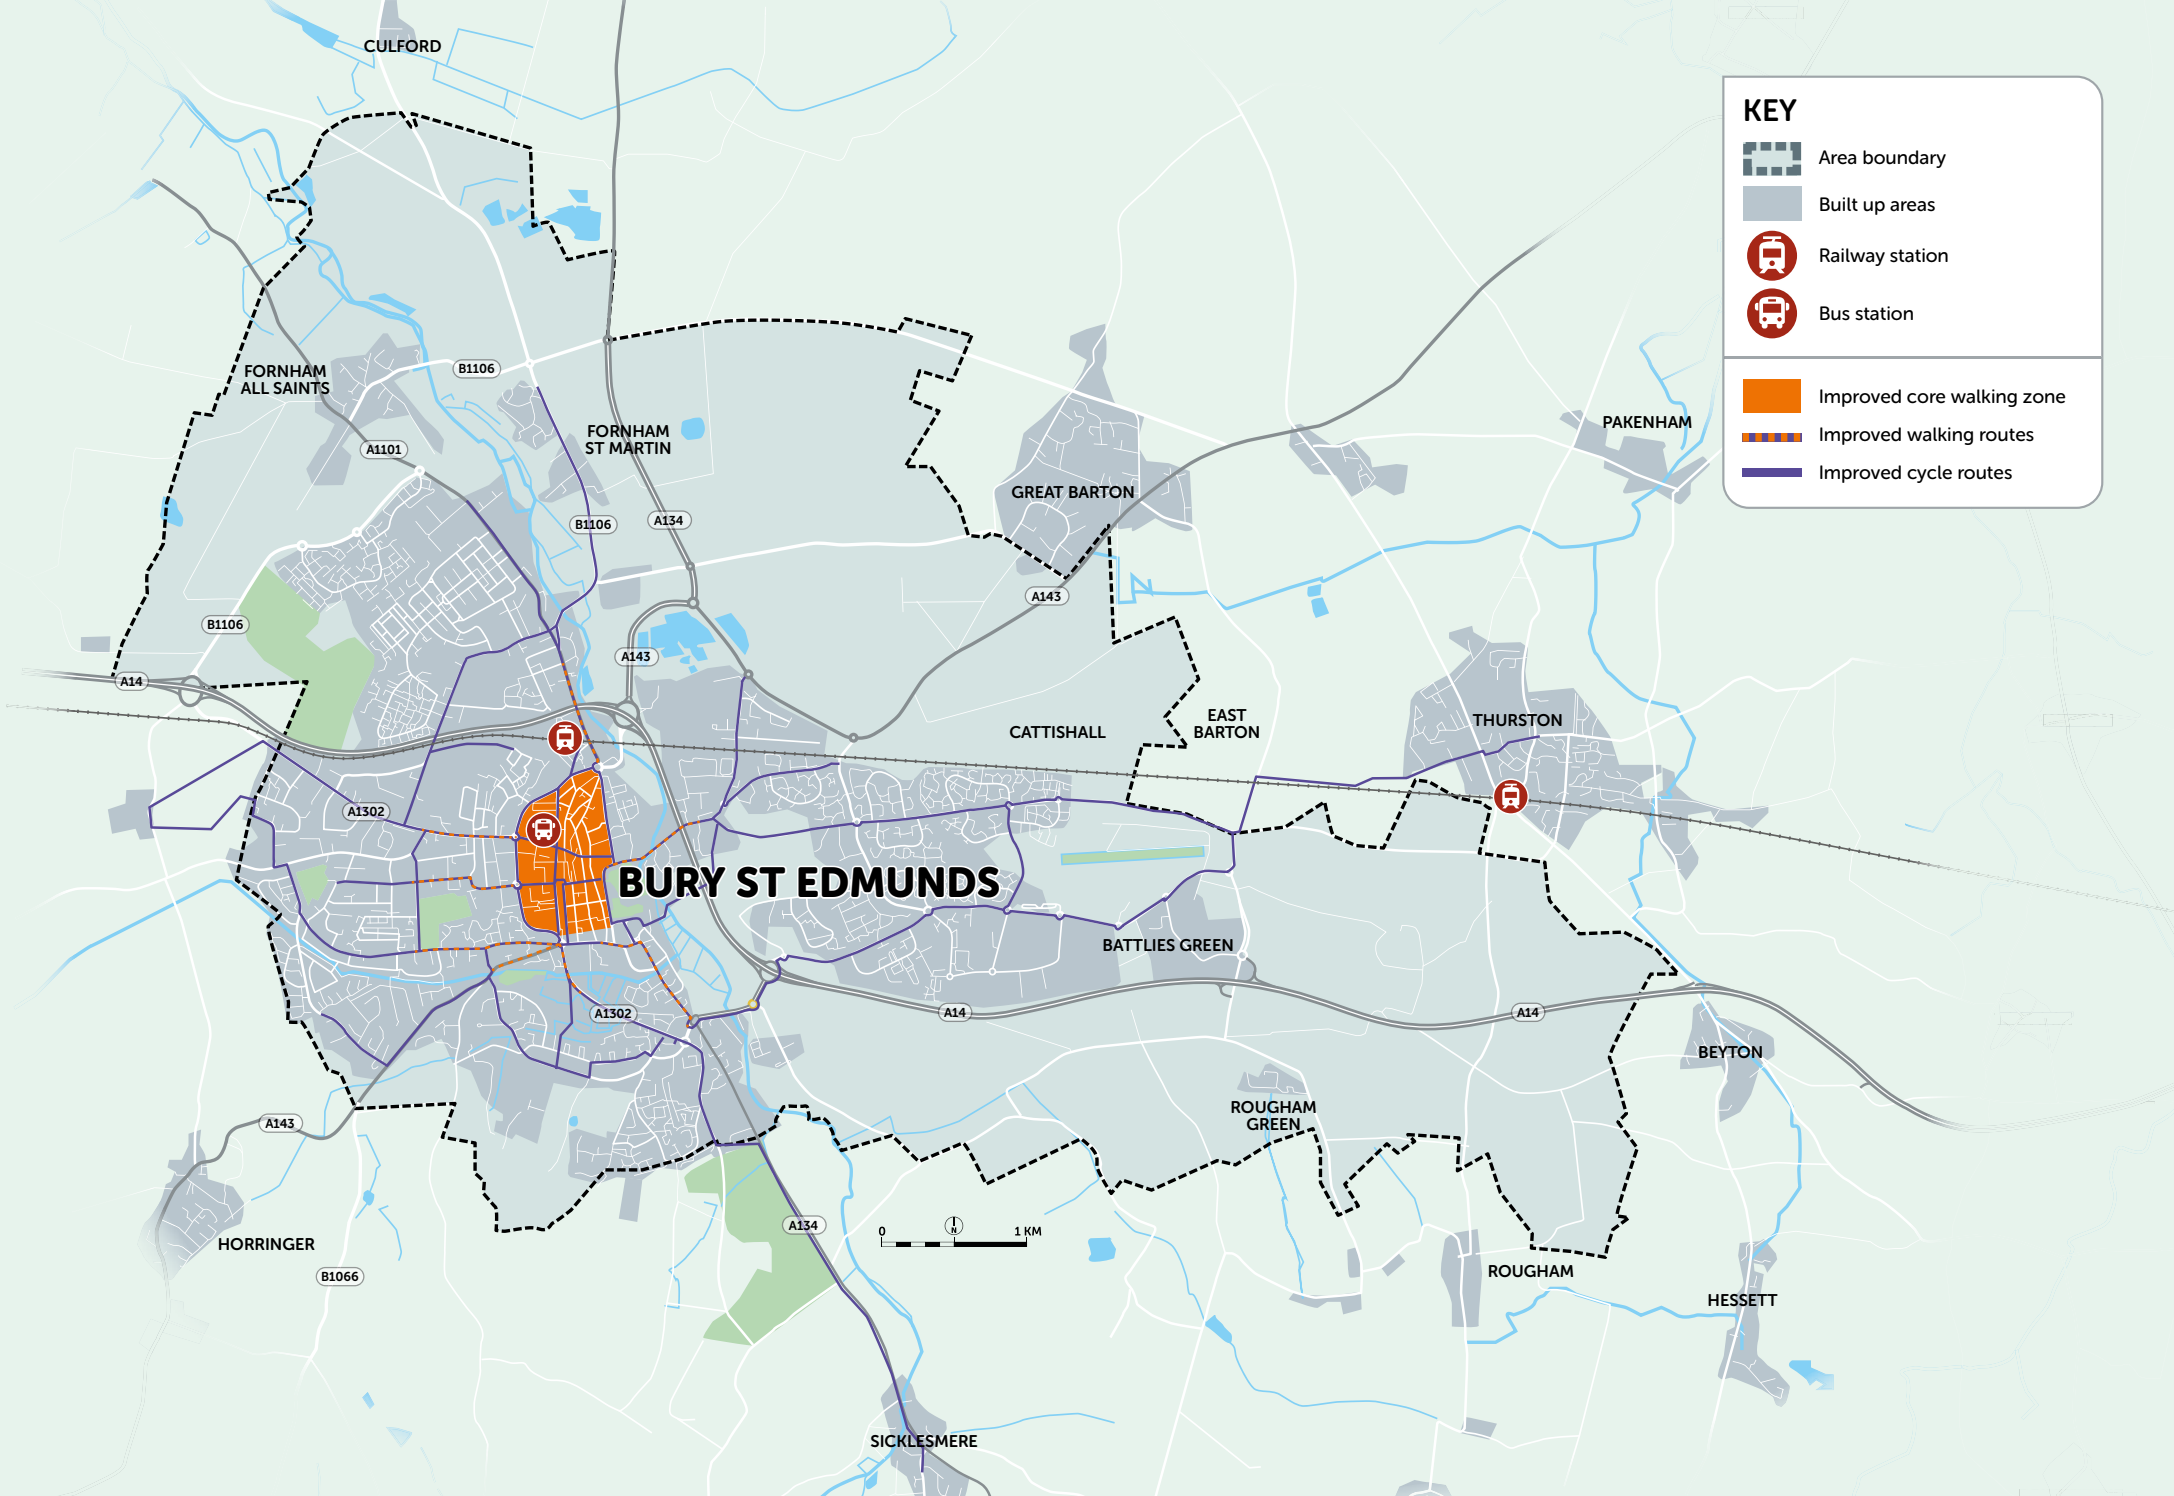 CULFORD
KEY
Area boundary
Built up areas
Railway station
Bus station
Improved core walking zone
Improved walking routes
Improved cycle routes
FORNHAM
ALL SAINTS
B1106
A1101
FORNHAM
ST MARTIN
B1106
A134
GREAT BARTON
PAKENHAM
A143
B1106
A143
A14
CATTISHALL
EAST
BARTON
THURSTON
A1302
BURY ST EDMUNDS
BATTLIES GREEN
A1302
A14
A14
BEYTON
ROUGHAM
GREEN
A143
A134
0
N
1 KM
HORRINGER
B1066
ROUGHAM
HESSETT
SICKLESMERE